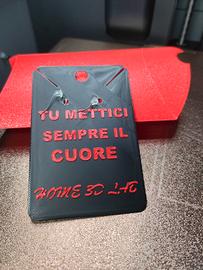 TU METTICI
SEMPRE IL
CUORE
HOME 3D LAB